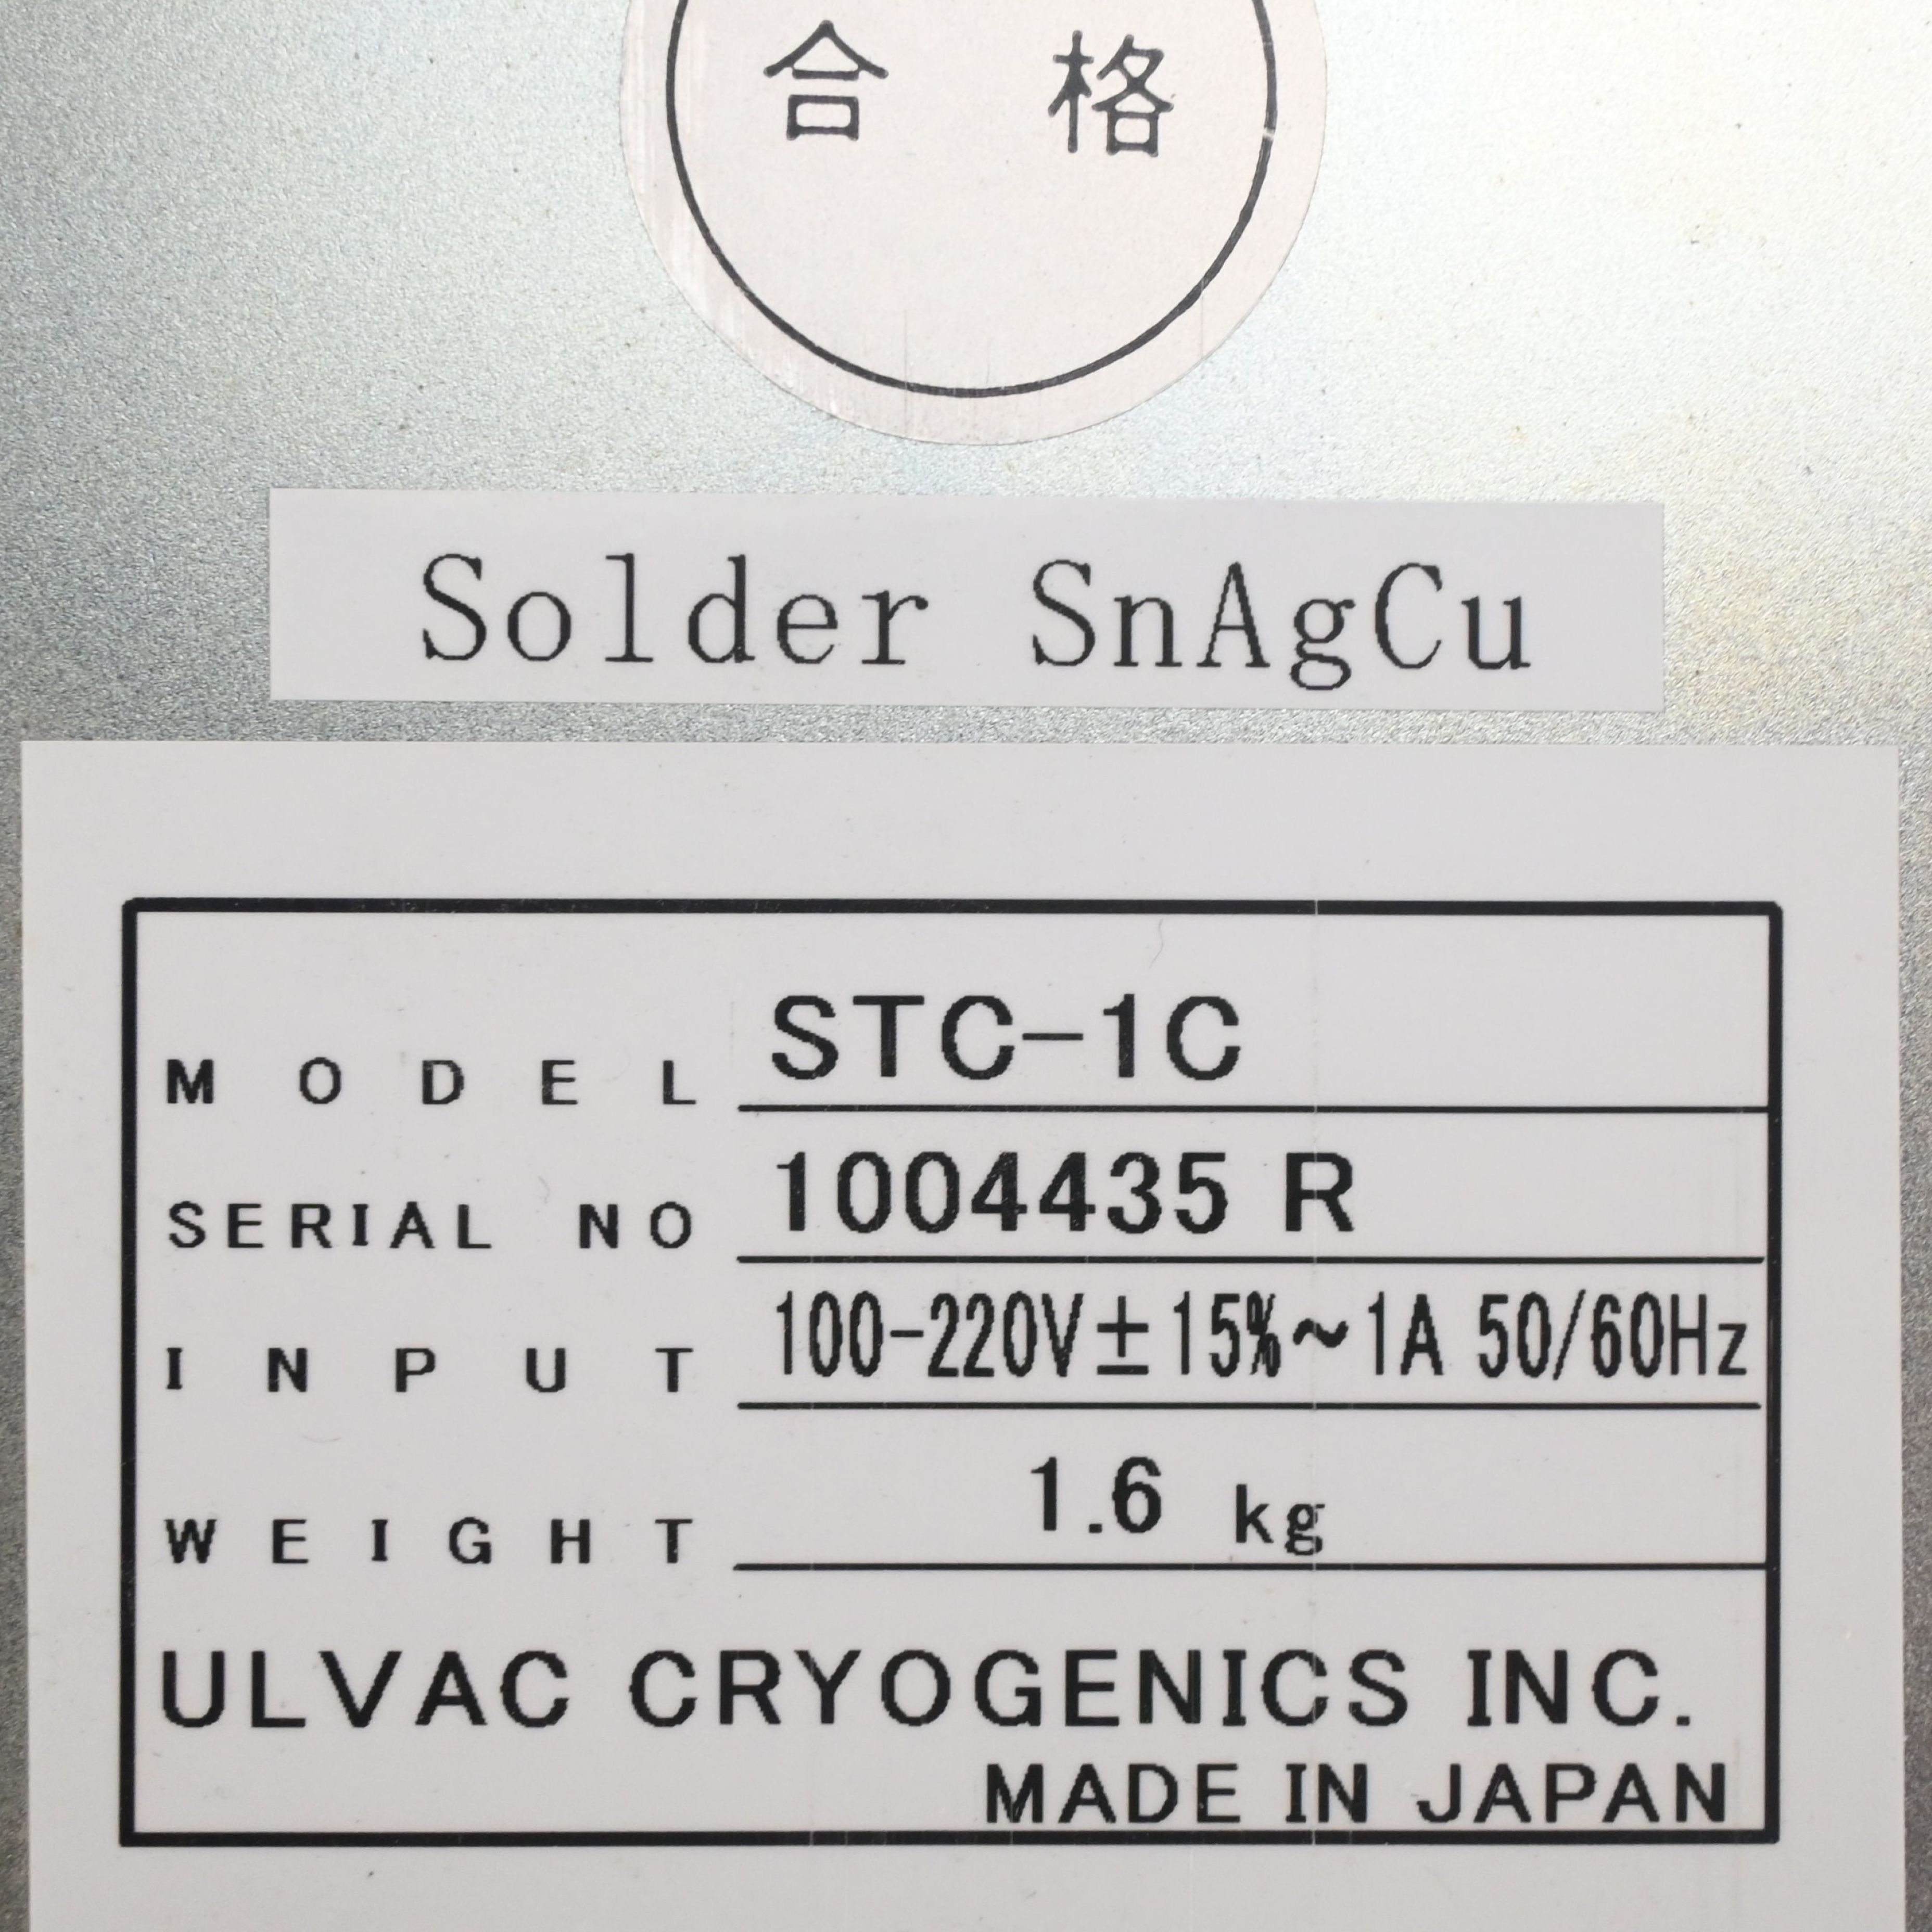 合 格
Solder SnAgCu
MODEL STC-1C
SERIAL NO 1004435 R
INPUT 100-220V±15%~1A 50/60Hz
WEIGHT 1.6 kg
ULVAC CRYOGENICS INC.
MADE IN JAPAN